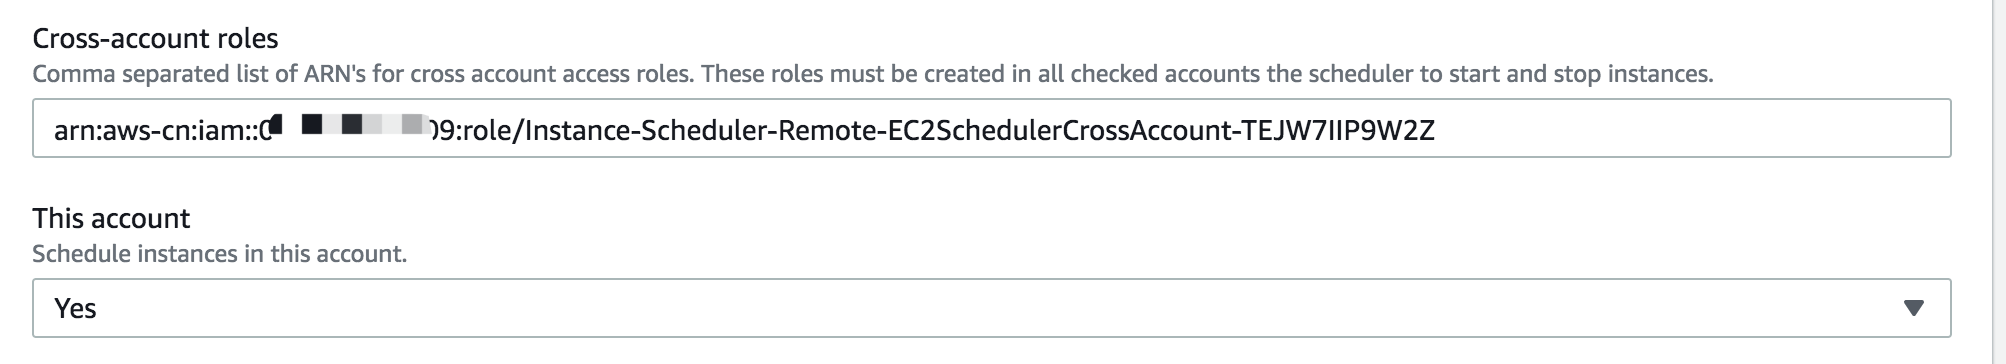 Cross-account roles
Comma separated list of ARN's for cross account access roles. These roles must be created in all checked accounts the scheduler to start and stop instances.
arn:aws-cn:iam::0 09:role/Instance-Scheduler-Remote-EC2SchedulerCrossAccount-TEJW7IIP9W2Z
This account
Schedule instances in this account.
Yes